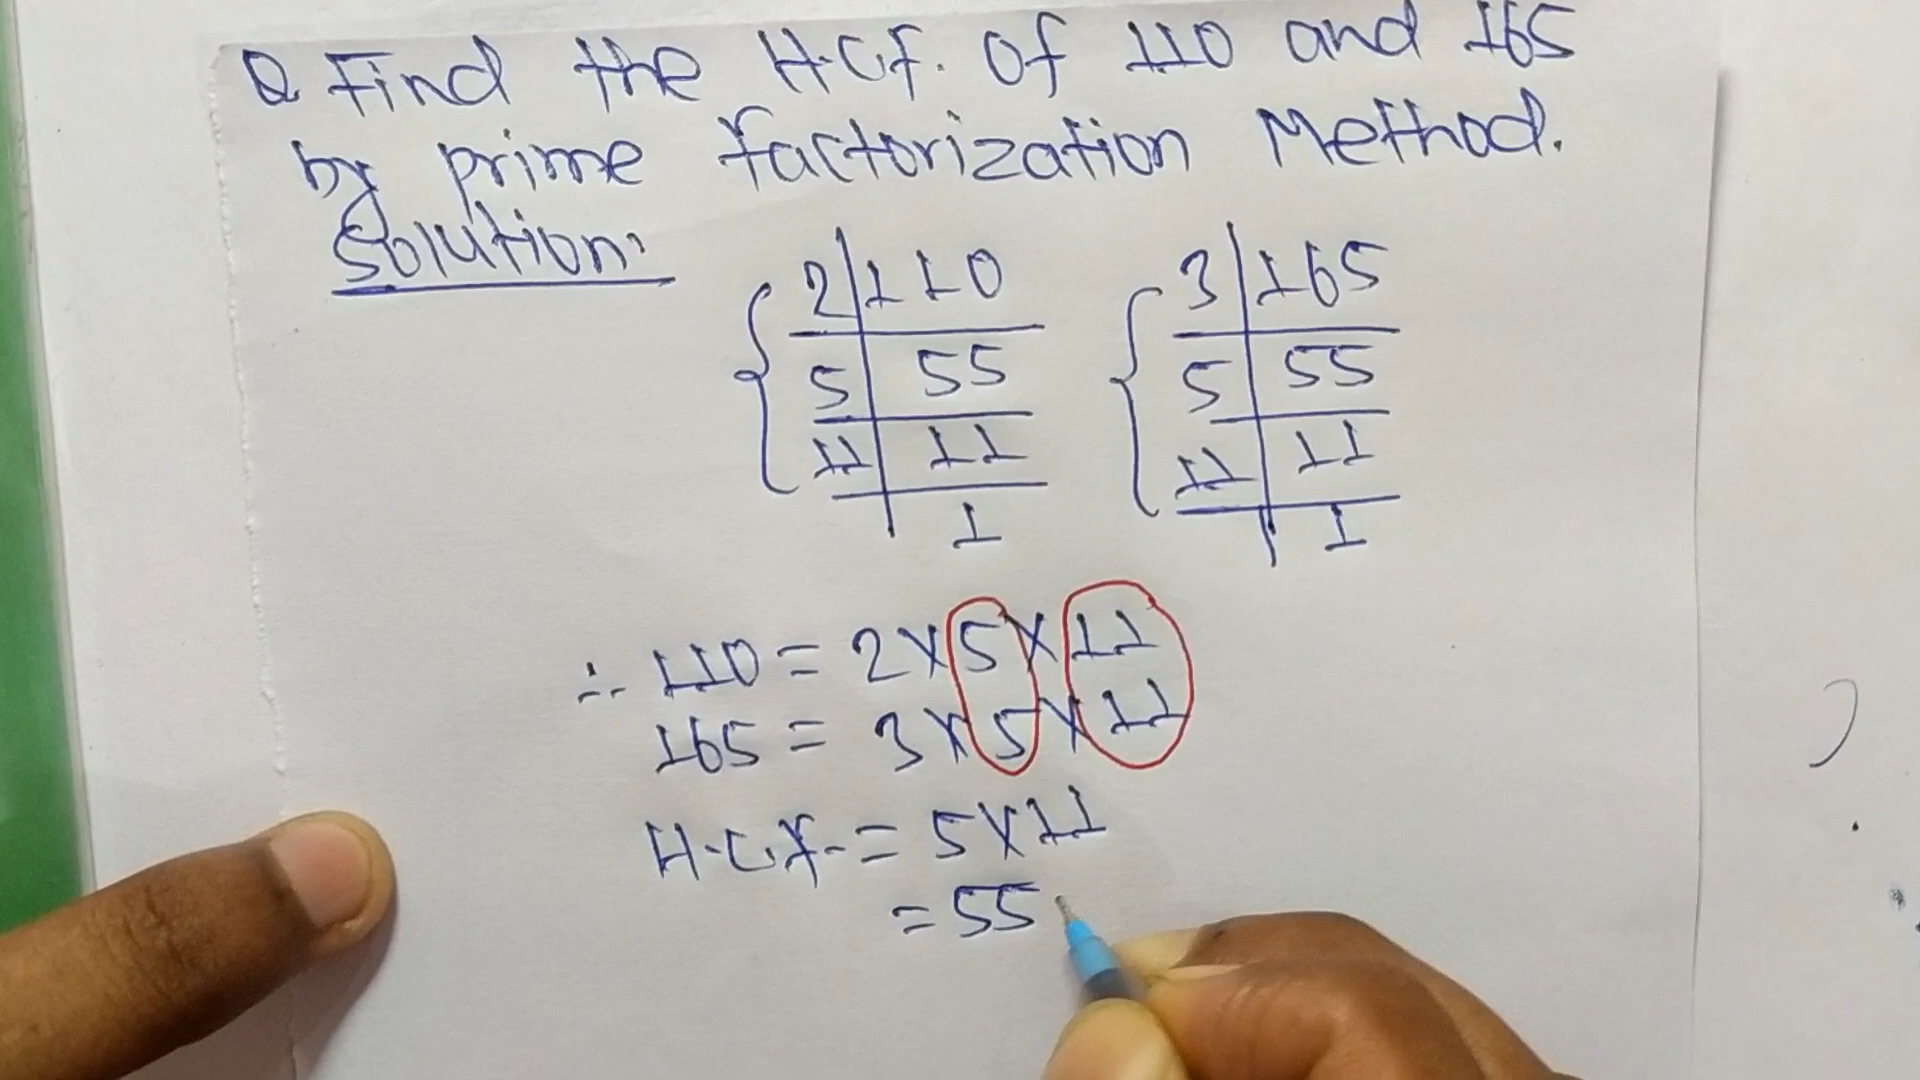 Q Find the H.C.F. of 110 and 165
by prime factorization Method.
Solution:
2 | 110
5 | 55
11 | 11
1
3 | 165
5 | 55
11 | 11
1
∴ 110 = 2 × 5 × 11
165 = 3 × 5 × 11
H.C.F. = 5 × 11
= 55